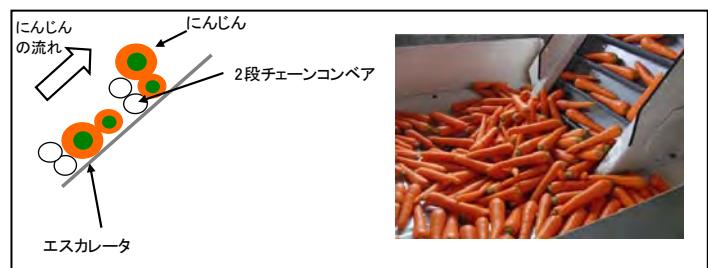 にんじん
の流れ
にんじん
2段チェーンコンベア
エスカレータ